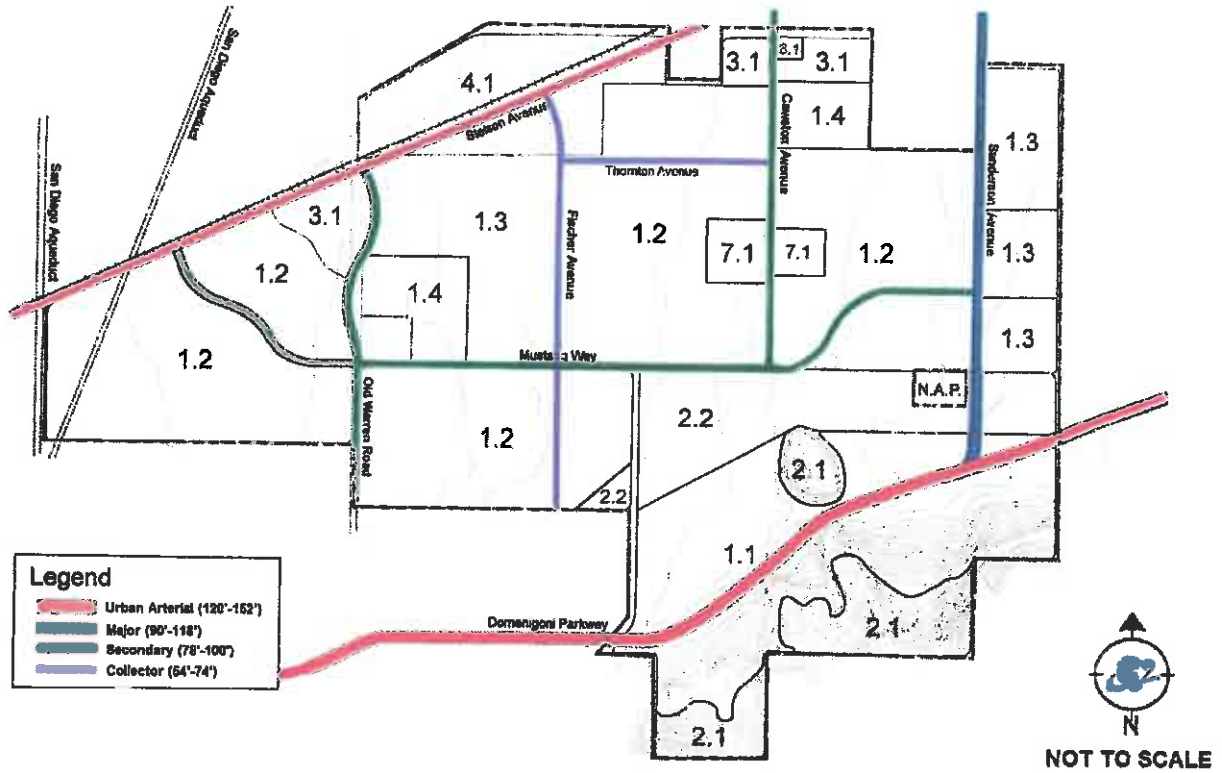 San Diego Aqueduct
4.1
3.1
3.1
3.1
1.4
Stetson Avenue
Cawston Avenue
Sanderson Avenue
1.3
Thornton Avenue
San Diego Aqueduct
3.1
1.3
Fischer Avenue
1.2
7.1
7.1
1.2
1.3
1.2
1.4
1.2
1.3
Mustang Way
Old Warren Road
N.A.P.
2.2
1.2
2.1
2.2
1.1
Legend
Urban Arterial (120'-152')
Major (90'-118')
Secondary (78'-100')
Collector (54'-74')
Domenigoni Parkway
2.1
2.1
N
NOT TO SCALE